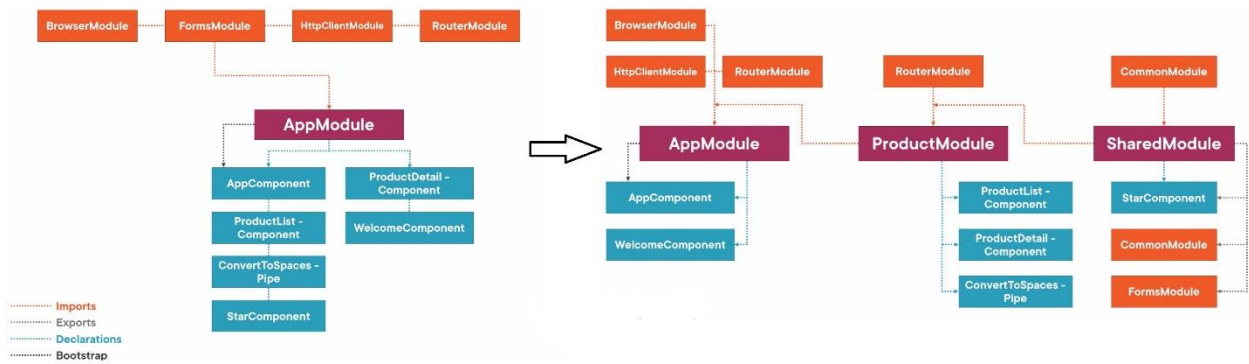 BrowserModule
FormsModule
HttpClientModule
RouterModule
AppModule
AppComponent
ProductDetail -
Component
ProductList -
Component
WelcomeComponent
ConvertToSpaces -
Pipe
StarComponent
Imports
Exports
Declarations
Bootstrap
BrowserModule
HttpClientModule
RouterModule
RouterModule
CommonModule
AppModule
ProductModule
SharedModule
AppComponent
WelcomeComponent
ProductList -
Component
ProductDetail -
Component
ConvertToSpaces -
Pipe
StarComponent
CommonModule
FormsModule